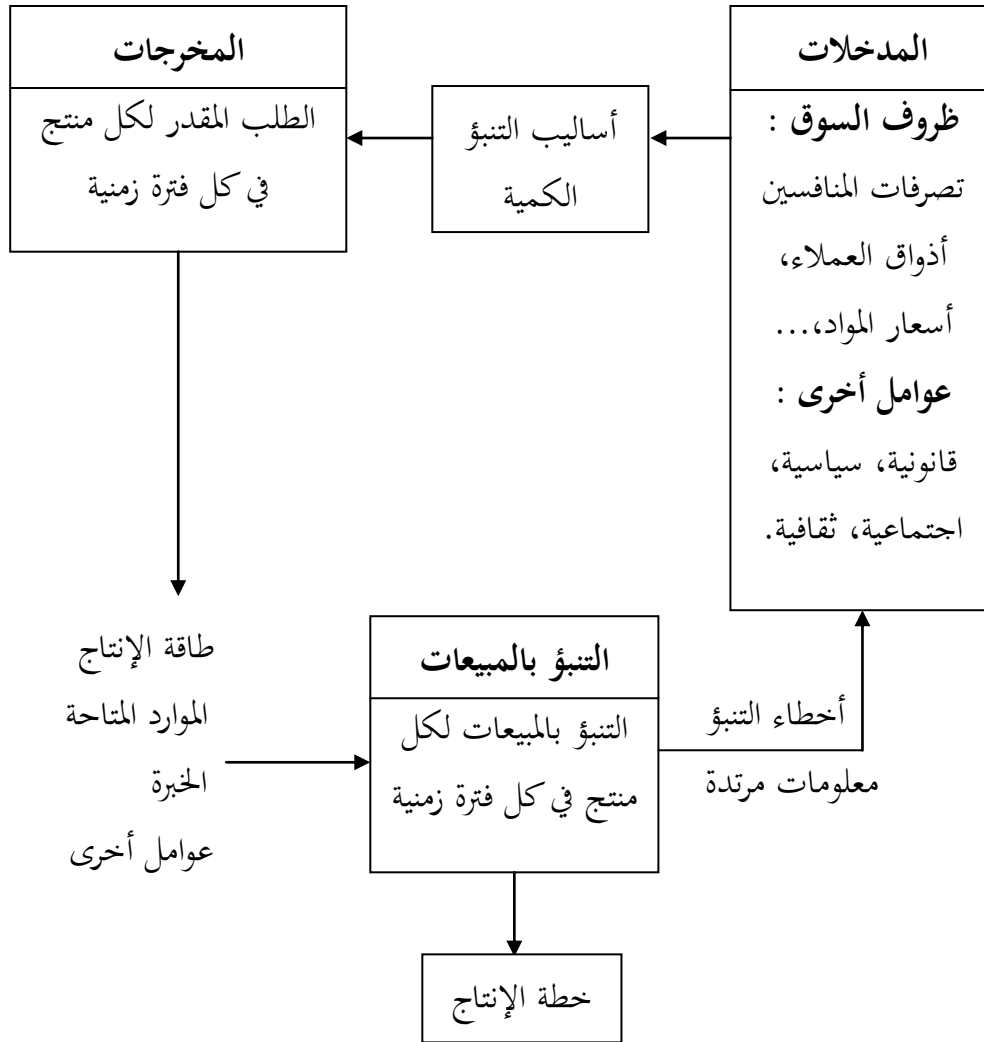 المدخلات
ظروف السوق :
تصرفات المنافسين
أذواق العملاء،
أسعار المواد،...
عوامل أخرى :
قانونية، سياسية،
اجتماعية، ثقافية.
أساليب التنبؤ
الكمية
المخرجات
الطلب المقدر لكل منتج
في كل فترة زمنية
طاقة الإنتاج
الموارد المتاحة
الخبرة
عوامل أخرى
التنبؤ بالمبيعات
التنبؤ بالمبيعات لكل
منتج في كل فترة زمنية
أخطاء التنبؤ
معلومات مرتدة
خطة الإنتاج